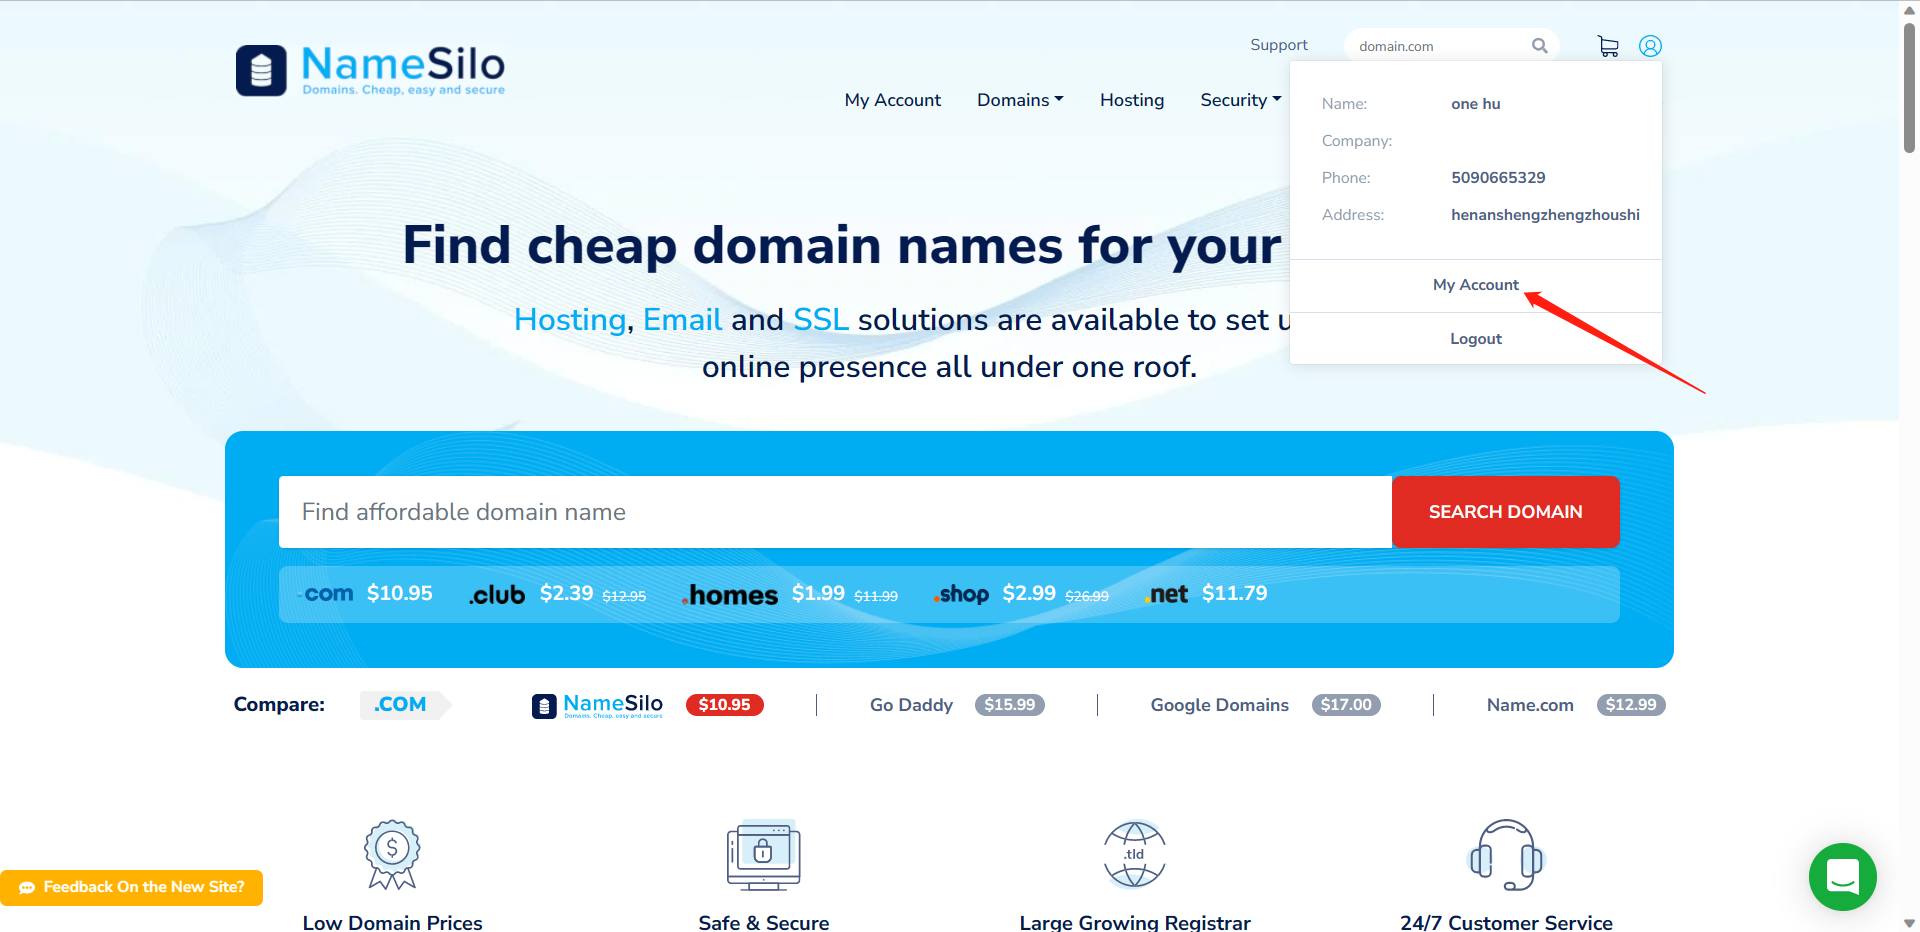 NameSilo
Domains. Cheap, easy and secure
Support
domain.com
My Account
Domains
Hosting
Security
Name: one hu
Company:
Phone: 5090665329
Address: henanshengzhengzhoushi
My Account
Logout
Find cheap domain names for your
Hosting, Email and SSL solutions are available to set
online presence all under one roof.
Find affordable domain name
SEARCH DOMAIN
.com $10.95 .club $2.39 $12.95 .homes $1.99 $11.99 .shop $2.99 $26.99 .net $11.79
Compare: .COM NameSilo $10.95 Go Daddy $15.99 Google Domains $17.00 Name.com $12.99
Domains. Cheap, easy and secure
$
.tld
Feedback On the New Site?
Low Domain Prices
Safe & Secure
Large Growing Registrar
24/7 Customer Service